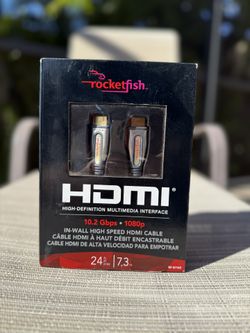 rocketfish.
HDMI
HIGH-DEFINITION MULTIMEDIA INTERFACE
10.2 Gbps • 1080p
IN-WALL HIGH SPEED HDMI CABLE
CÂBLE HDMI À HAUT DÉBIT ENCASTRABLE
CABLE HDMI DE ALTA VELOCIDAD PARA EMPOTRAR
24 7,3